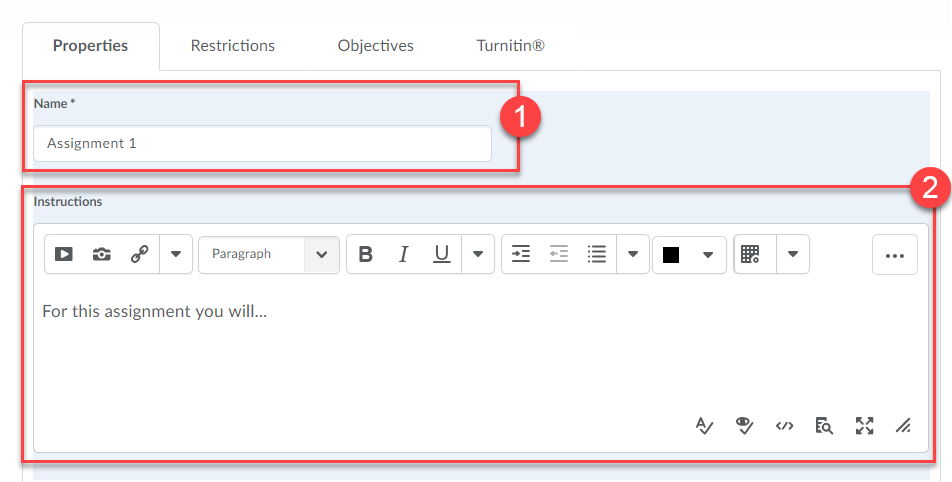 Properties Restrictions Objectives Turnitin®
Name *
1
Assignment 1
2
Instructions
Paragraph B I U
For this assignment you will...